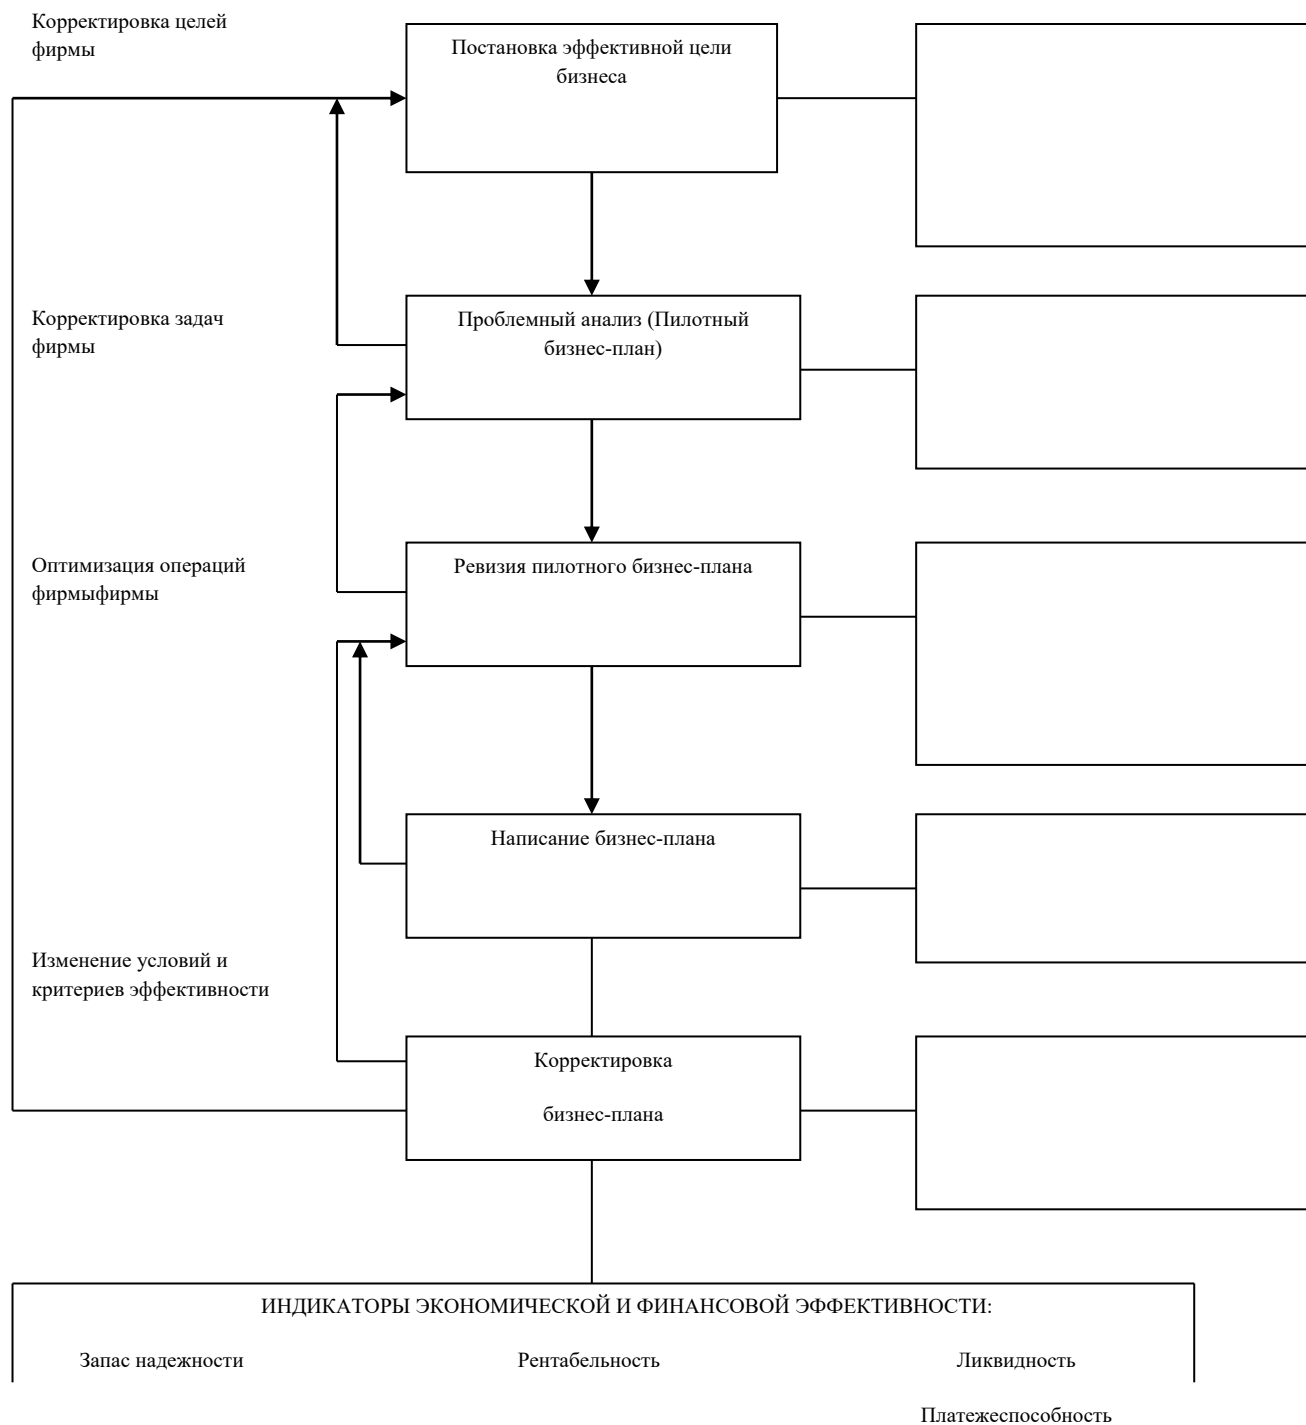 Корректировка целей
фирмы
Постановка эффективной цели
бизнеса
Корректировка задач
фирмы
Проблемный анализ (Пилотный
бизнес-план)
Оптимизация операций
фирмыфирмы
Ревизия пилотного бизнес-плана
Написание бизнес-плана
Изменение условий и
критериев эффективности
Корректировка
бизнес-плана
ИНДИКАТОРЫ ЭКОНОМИЧЕСКОЙ И ФИНАНСОВОЙ ЭФФЕКТИВНОСТИ:
Запас надежности Рентабельность Ликвидность
Платежеспособность